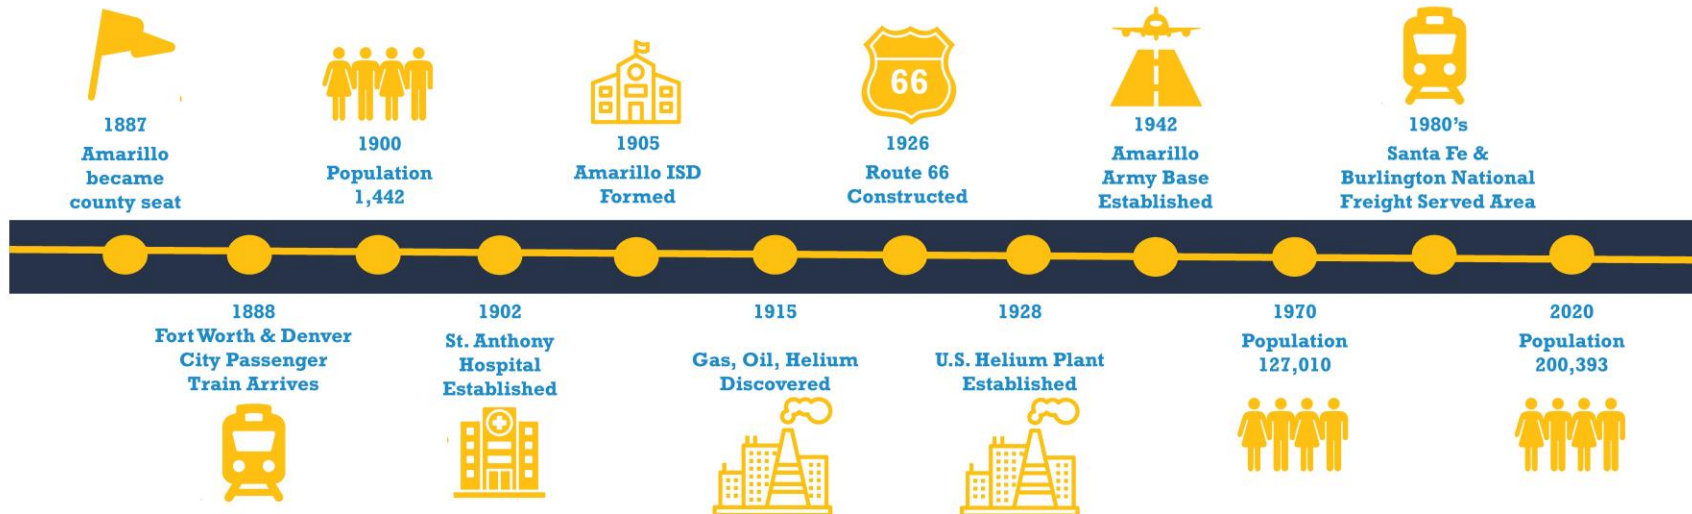 1887
Amarillo
became
county seat
1888
Fort Worth & Denver
City Passenger
Train Arrives
1900
Population
1,442
1902
St. Anthony
Hospital
Established
1905
Amarillo ISD
Formed
1915
Gas, Oil, Helium
Discovered
66
1926
Route 66
Constructed
1928
U.S. Helium Plant
Established
1942
Amarillo
Army Base
Established
1970
Population
127,010
1980’s
Santa Fe &
Burlington National
Freight Served Area
2020
Population
200,393